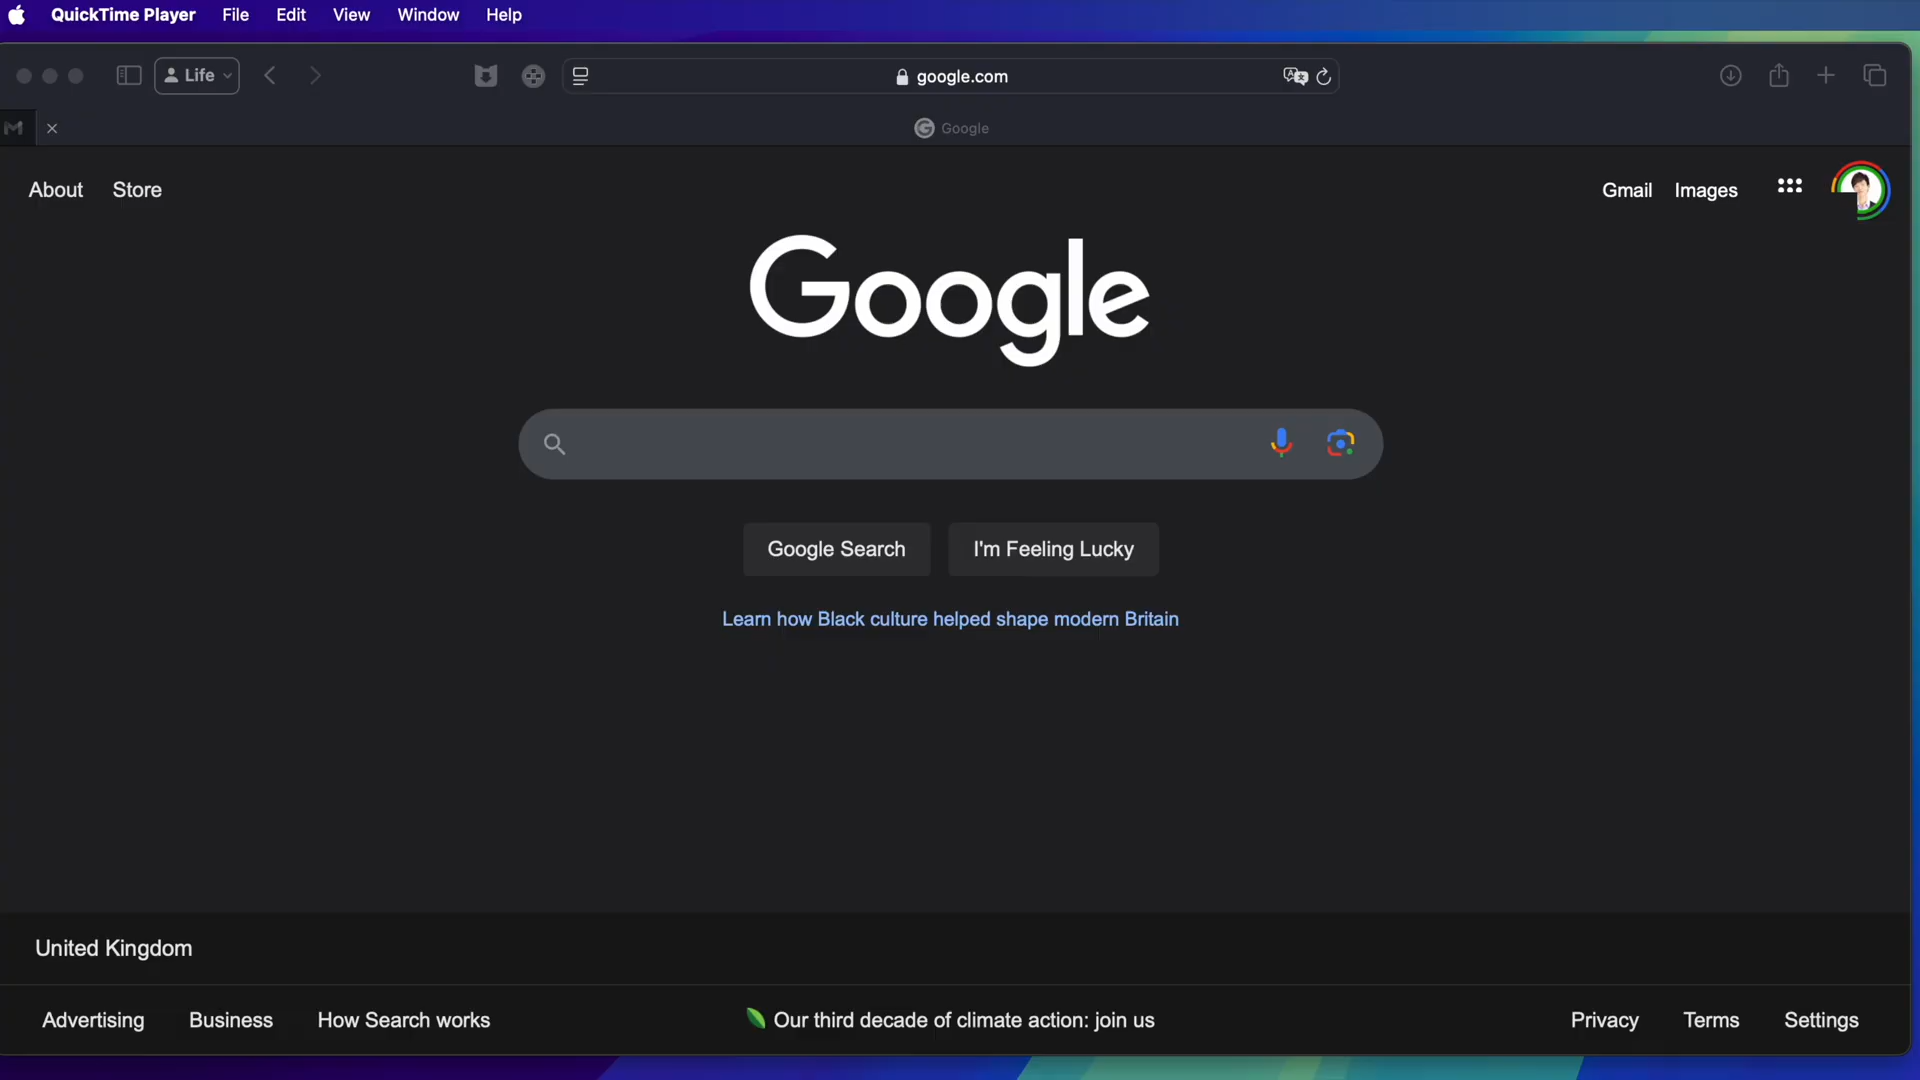 QuickTime Player File Edit View Window Help
Life google.com
Google
About Store Gmail Images
Google
Google Search I'm Feeling Lucky
Learn how Black culture helped shape modern Britain
United Kingdom
Advertising Business How Search works Our third decade of climate action: join us Privacy Terms Settings